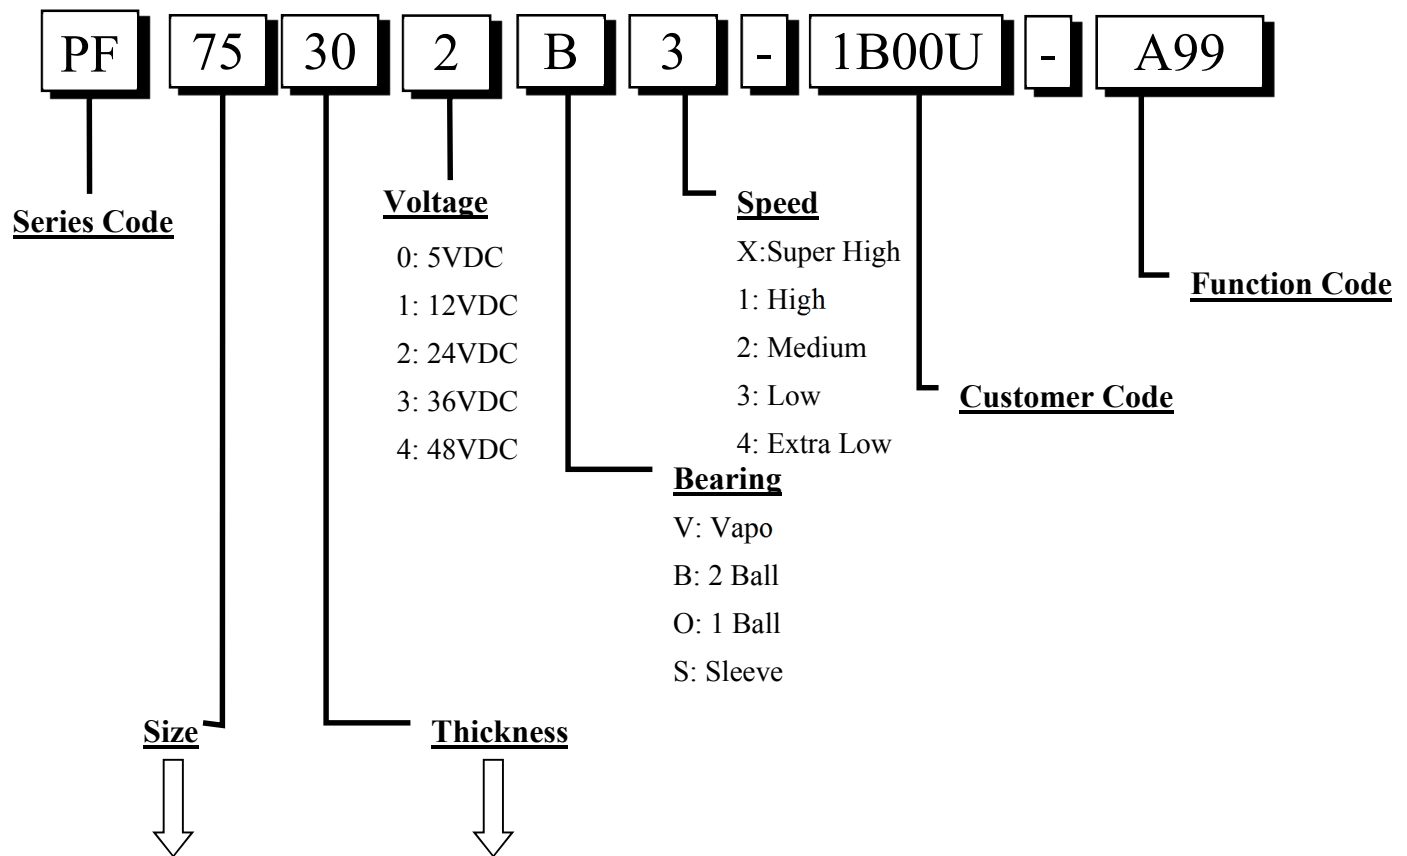 PF 75 30 2 B 3 - 1B00U - A99
Series Code
Voltage
0: 5VDC
1: 12VDC
2: 24VDC
3: 36VDC
4: 48VDC
Speed
X:Super High
1: High
2: Medium
3: Low
4: Extra Low
Function Code
Customer Code
Bearing
V: Vapo
B: 2 Ball
O: 1 Ball
S: Sleeve
Size
Thickness